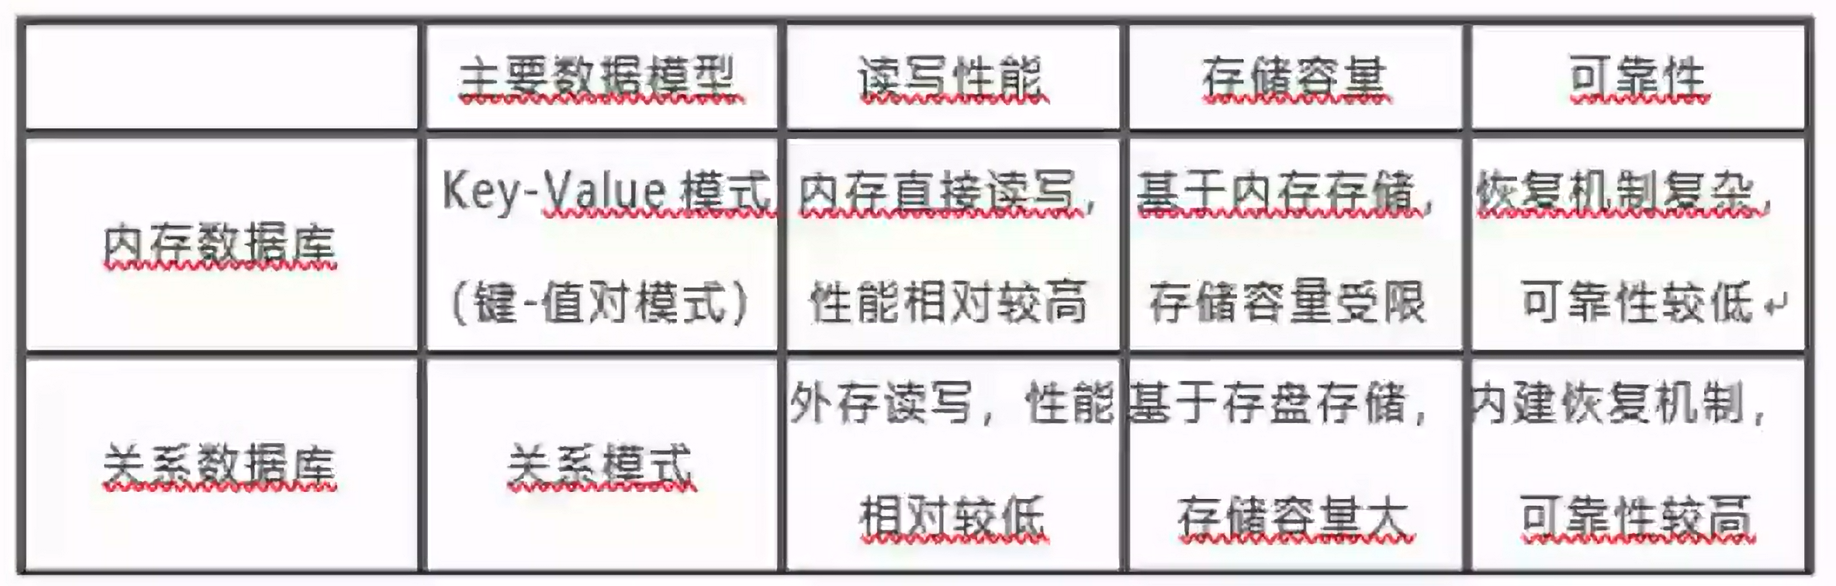 主要数据模型 读写性能 存储容量 可靠性
内存数据库
Key-Value 模式
(键-值对模式)
内存直接读写,
性能相对较高
基于内存存储,
存储容量受限
恢复机制复杂,
可靠性较低
关系数据库
关系模式
外存读写,性能
相对较低
基于存盘存储,
存储容量大
内建恢复机制,
可靠性较高